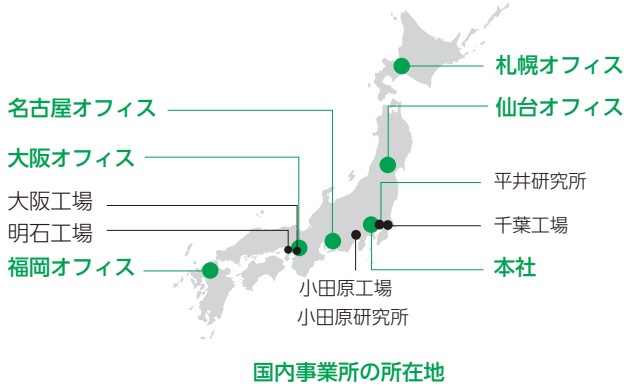 札幌オフィス
名古屋オフィス
仙台オフィス
大阪オフィス
平井研究所
大阪工場
千葉工場
明石工場
福岡オフィス
本社
小田原工場
小田原研究所
国内事業所の所在地